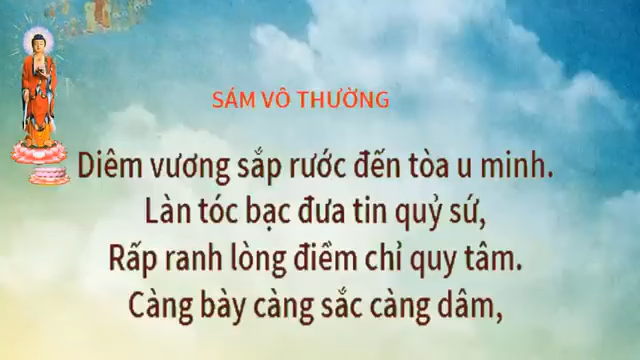 SÁM VÔ THƯỜNG
Diêm vương sắp rước đến tòa u minh.
Làn tóc bạc đưa tin quỷ sứ,
Rấp ranh lòng điềm chỉ quy tâm.
Càng bày càng sắc càng dâm,